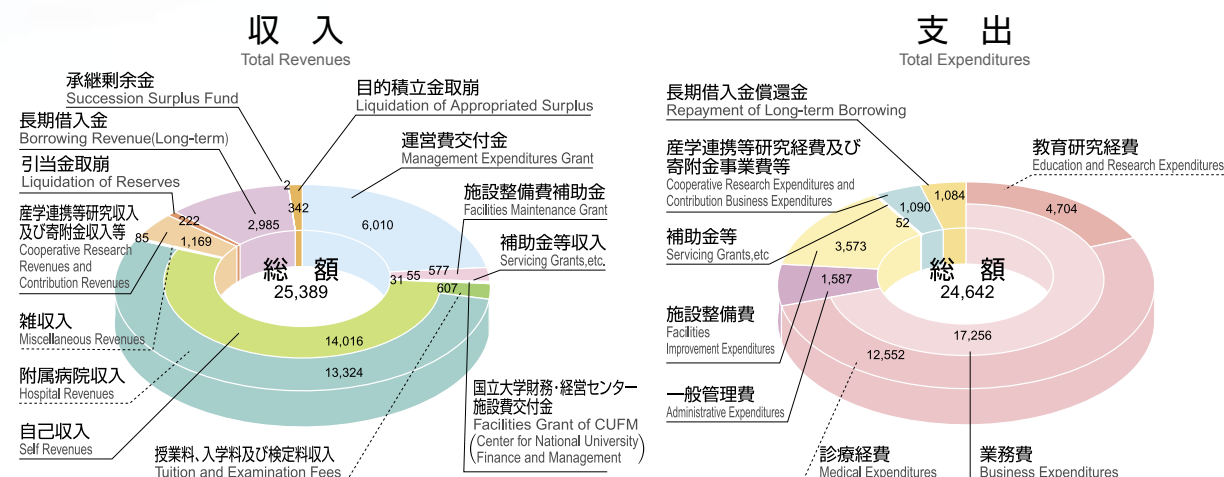 収 入
Total Revenues
承継剰余金
Succession Surplus Fund
目的積立金取崩
Liquidation of Appropriated Surplus
長期借入金
Borrowing Revenue(Long-term)
運営費交付金
Management Expenditures Grant
引当金取崩
Liquidation of Reserves
施設整備費補助金
Facilities Maintenance Grant
産学連携等研究収入
及び寄附金収入等
Cooperative Research
Revenues and
Contribution Revenues
補助金等収入
Servicing Grants,etc.
2
342
2,985
6,010
222
1,169
85
577
55
31
607
総 額
25,389
14,016
13,324
雑収入
Miscellaneous Revenues
附属病院収入
Hospital Revenues
自己収入
Self Revenues
授業料、入学料及び検定料収入
Tuition and Examination Fees
国立大学財務・経営センター
施設費交付金
Facilities Grant of CUFM
(Center for National University
Finance and Management)
支 出
Total Expenditures
長期借入金償還金
Repayment of Long-term Borrowing
産学連携等研究経費及び
寄附金事業費等
Cooperative Research Expenditures and
Contribution Business Expenditures
教育研究経費
Education and Research Expenditures
補助金等
Servicing Grants,etc
1,084
1,090
52
4,704
3,573
1,587
総 額
24,642
17,256
12,552
施設整備費
Facilities
Improvement Expenditures
一般管理費
Administrative Expenditures
診療経費
Medical Expenditures
業務費
Business Expenditures